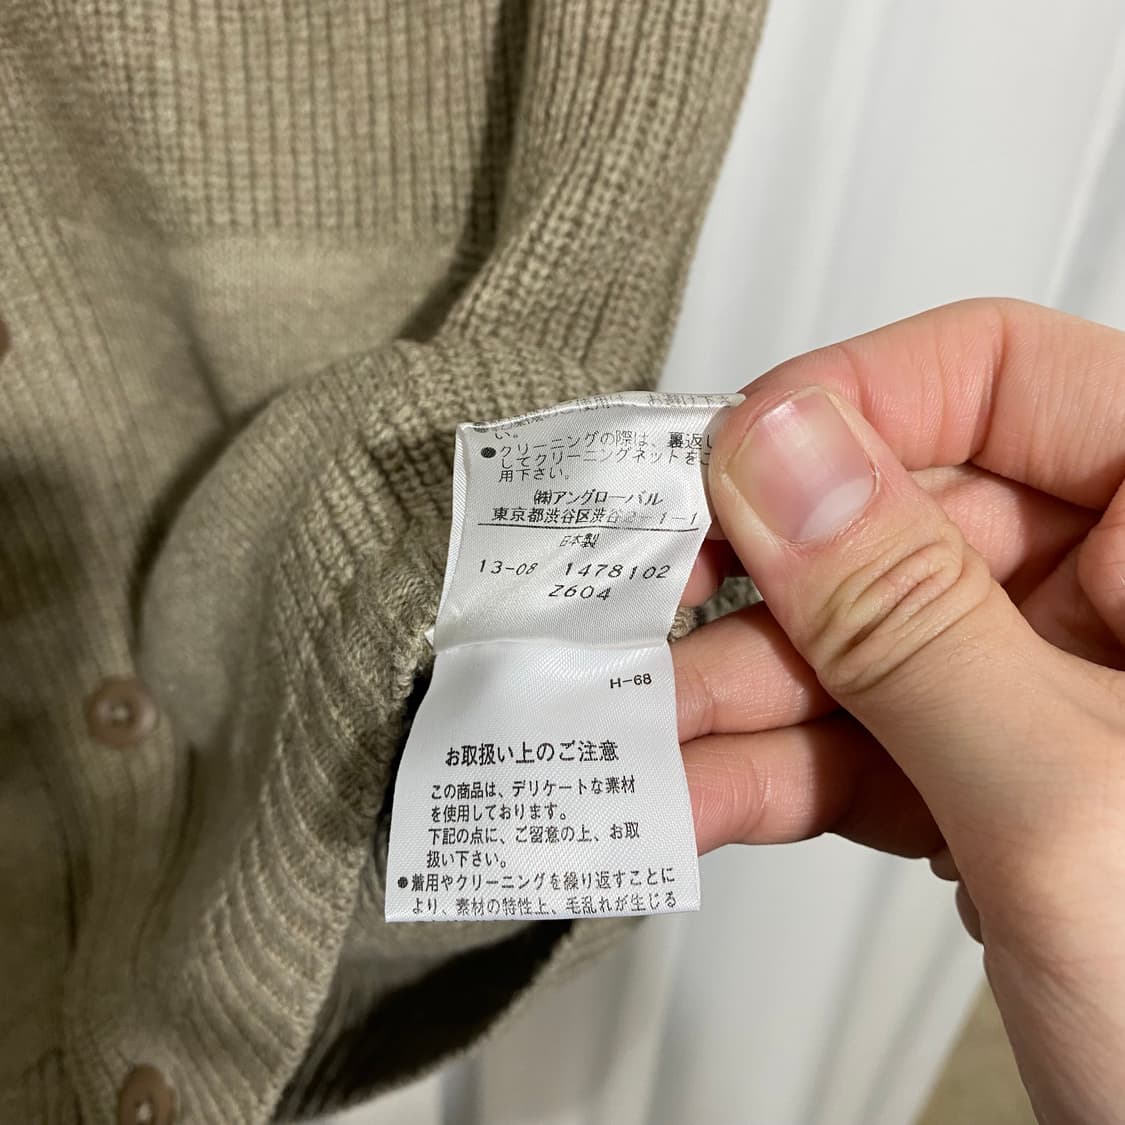 い。
●クリーニングの際は、裏返し
してクリーニングネットをご
用下さい。
㈱アングローバル
東京都渋谷区渋谷2-1-1
日本製
13-08 1478102
2604
H-68
お取扱い上のご注意
この商品は、デリケートな素材
を使用しております。
下記の点に、ご留意の上、お取
扱い下さい。
●着用やクリーニングを繰り返すことに
より、素材の特性上、毛乱れが生じる